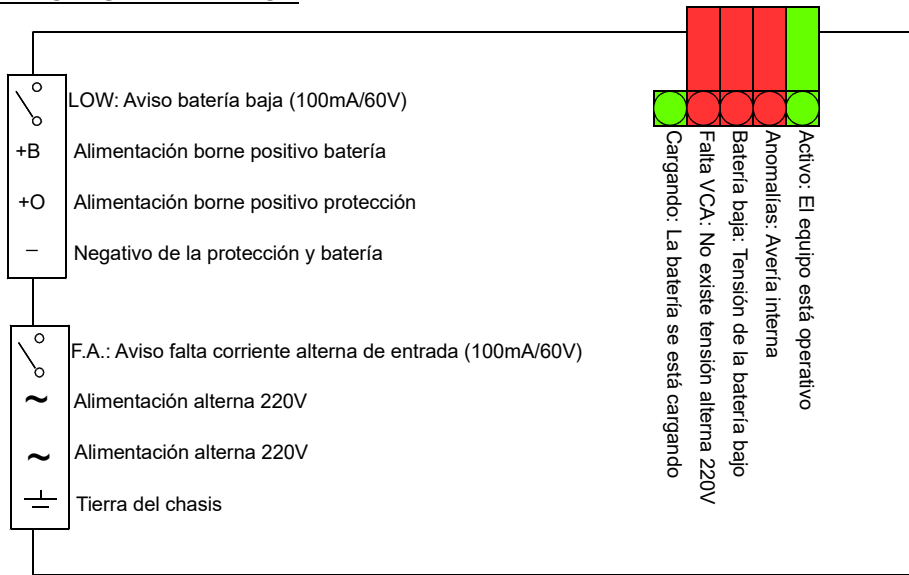 LOW: Aviso batería baja (100mA/60V)
+B Alimentación borne positivo batería
+O Alimentación borne positivo protección
– Negativo de la protección y batería
F.A.: Aviso falta corriente alterna de entrada (100mA/60V)
~ Alimentación alterna 220V
~ Alimentación alterna 220V
Tierra del chasis
Cargando: La batería se está cargando
Falta VCA: No existe tensión alterna 220V
Batería baja: Tensión de la batería bajo
Anomalías: Avería interna
Activo: El equipo está operativo